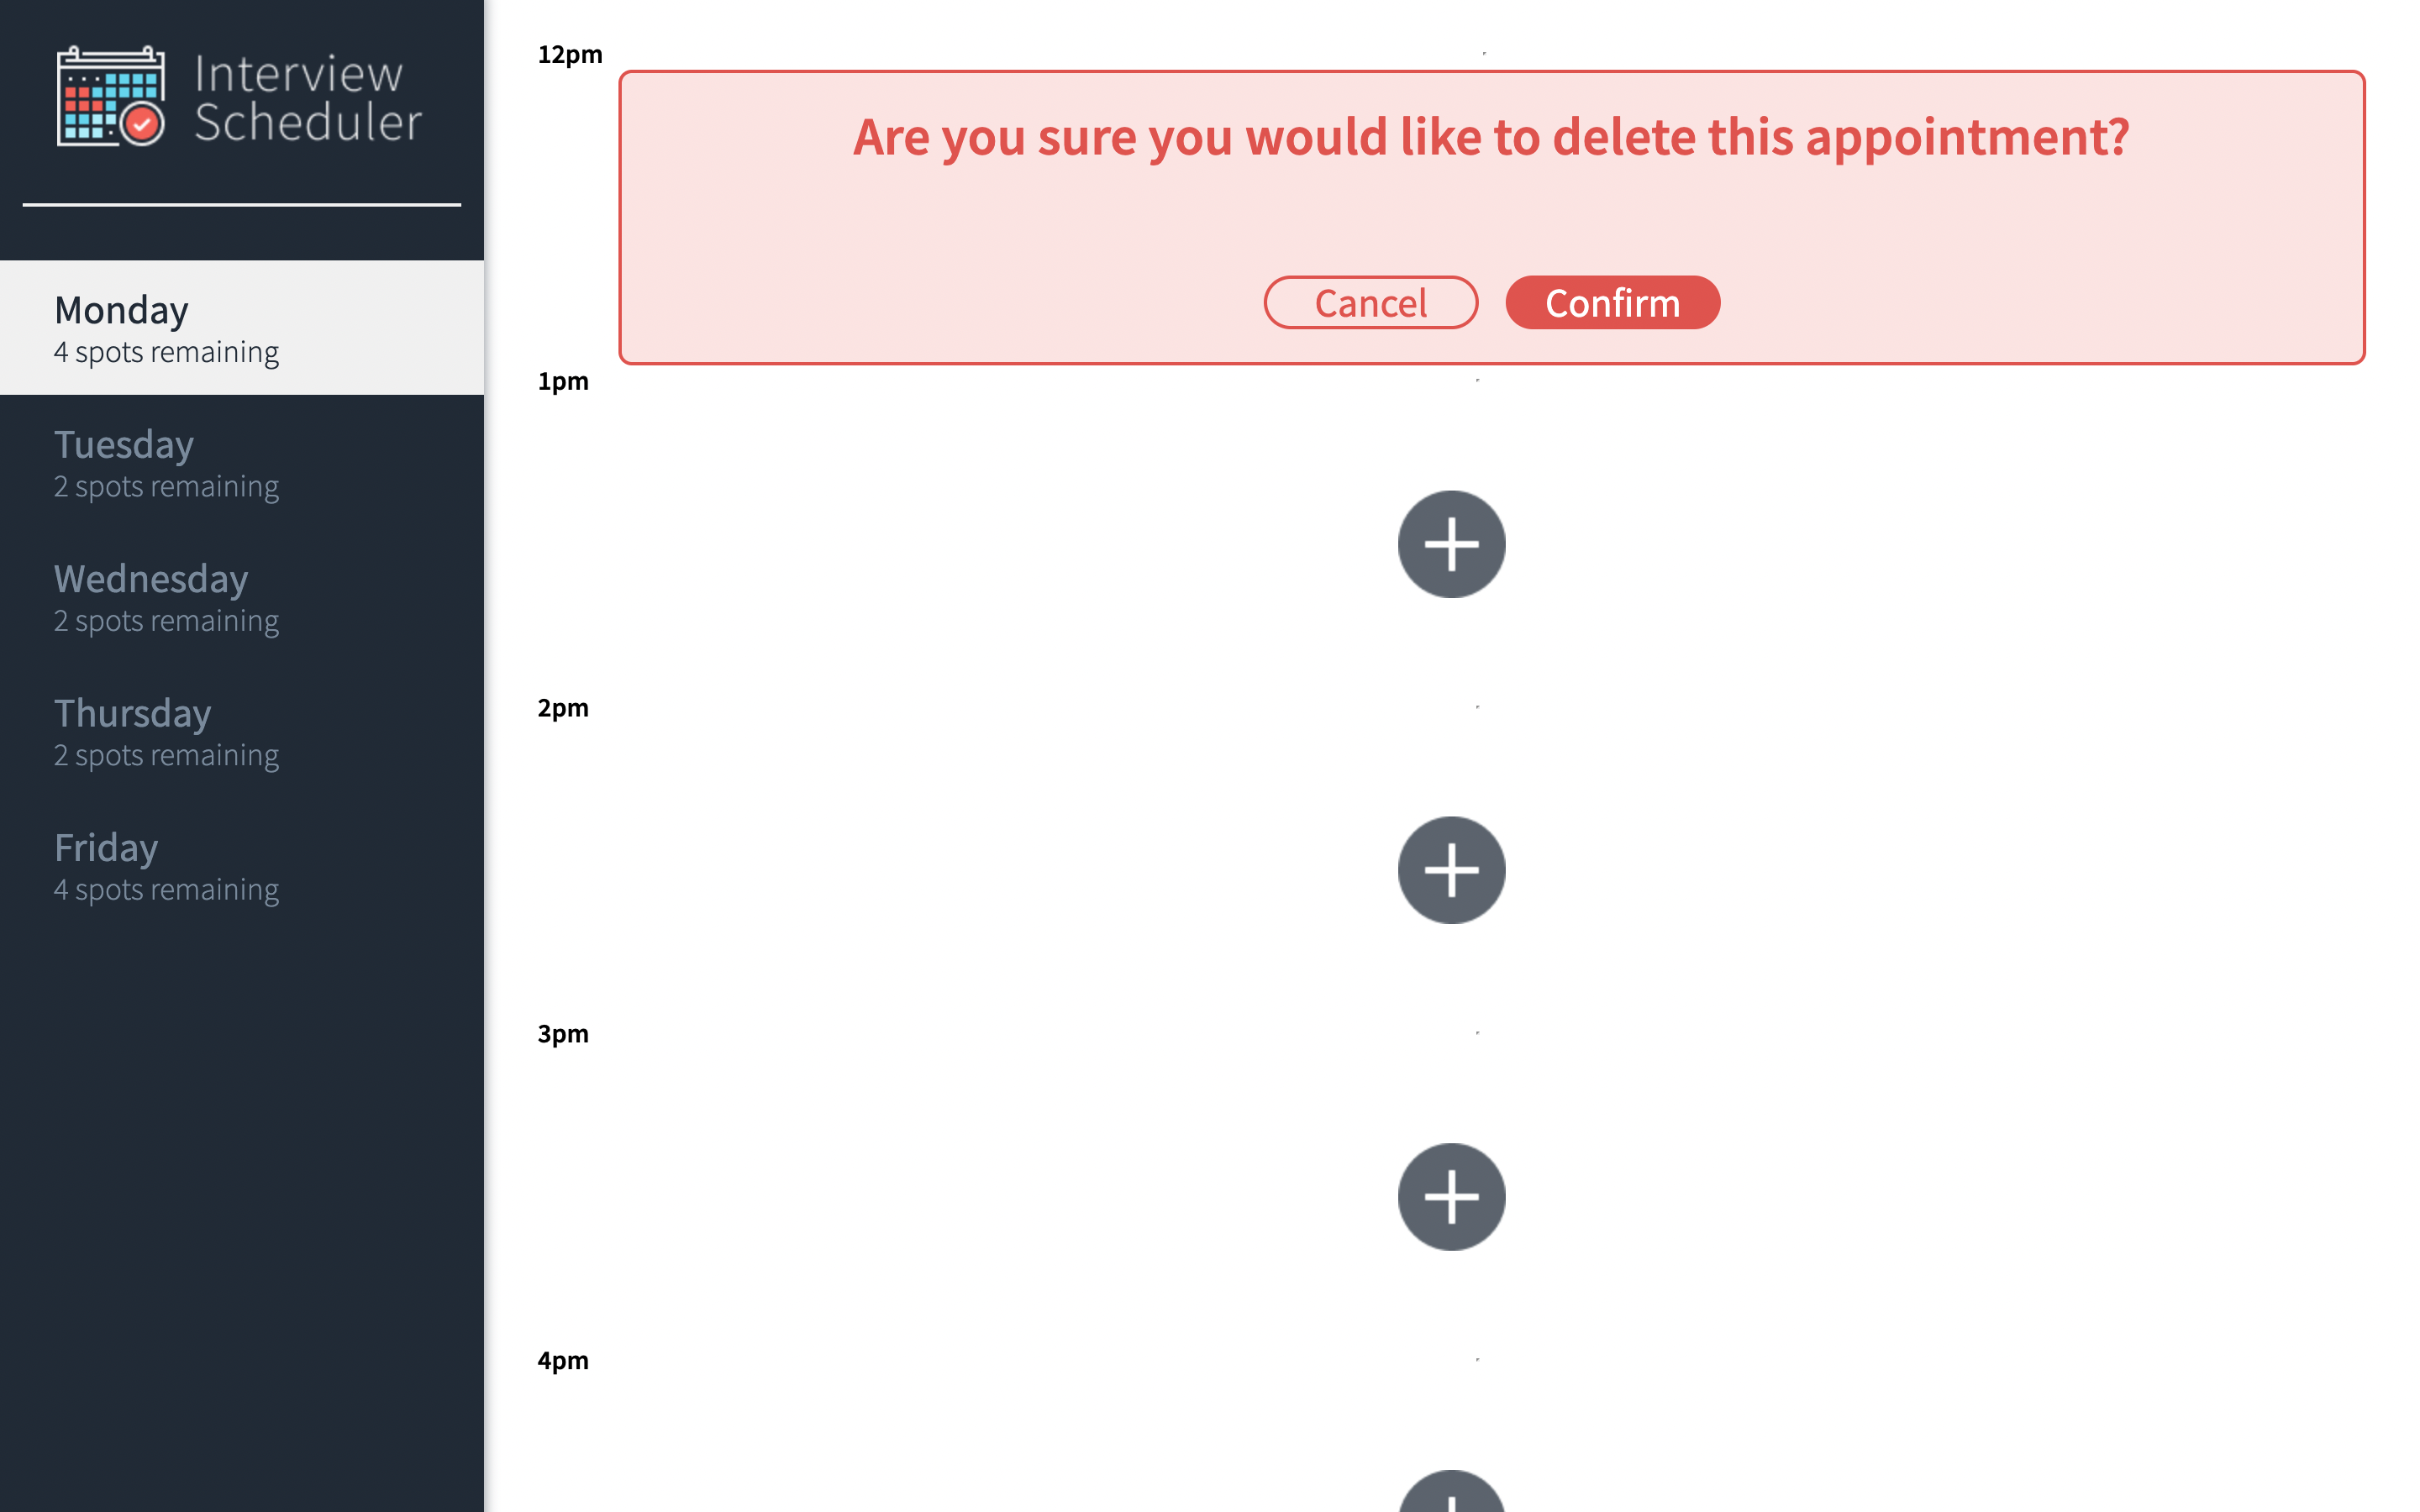 Interview
Scheduler
Monday
4 spots remaining
Tuesday
2 spots remaining
Wednesday
2 spots remaining
Thursday
2 spots remaining
Friday
4 spots remaining
12pm
Are you sure you would like to delete this appointment?
Cancel Confirm
1pm
2pm
3pm
4pm